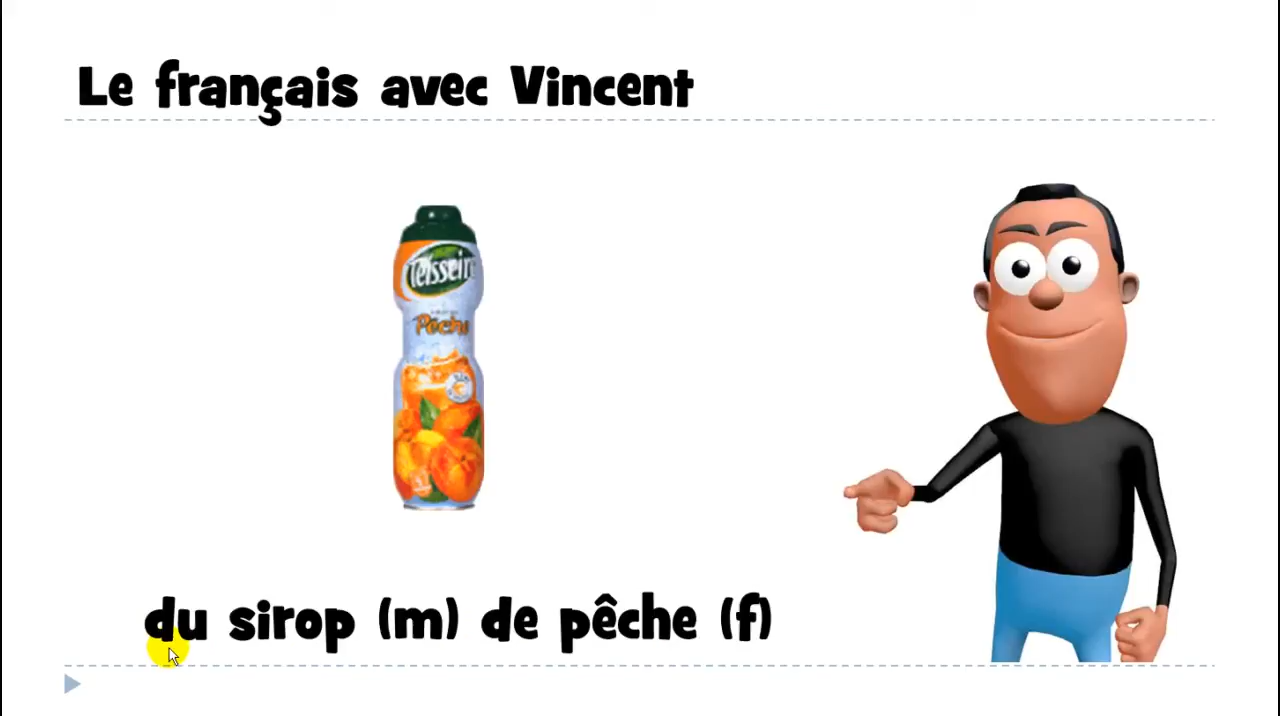 Le français avec Vincent
Teisseire
Pêche
du sirop (m) de pêche (f)